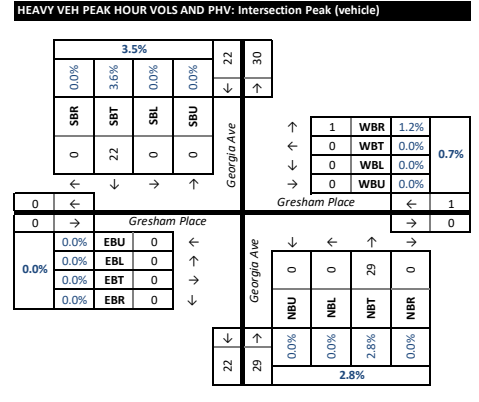 HEAVY VEH PEAK HOUR VOLS AND PHV: Intersection Peak (vehicle)
3.5%
22 30
0.0% 3.6% 0.0% 0.0%
↓ ↑
SBR SBT SBL SBU
Georgia Ave
0 22 0 0
← ↓ → ↑
↑ 1 WBR 1.2%
← 0 WBT 0.0%
0.7%
↓ 0 WBL 0.0%
→ 0 WBU 0.0%
0 ← Gresham Place ← 1
0 → Gresham Place → 0
0.0% EBU 0 ←
0.0% EBL 0 ↑
0.0%
0.0% EBT 0 →
0.0% EBR 0 ↓
Georgia Ave
↓ ← ↑ →
0 0 29 0
NBU NBL NBT NBR
↓ ↑
0.0% 0.0% 2.8% 0.0%
22 29
2.8%